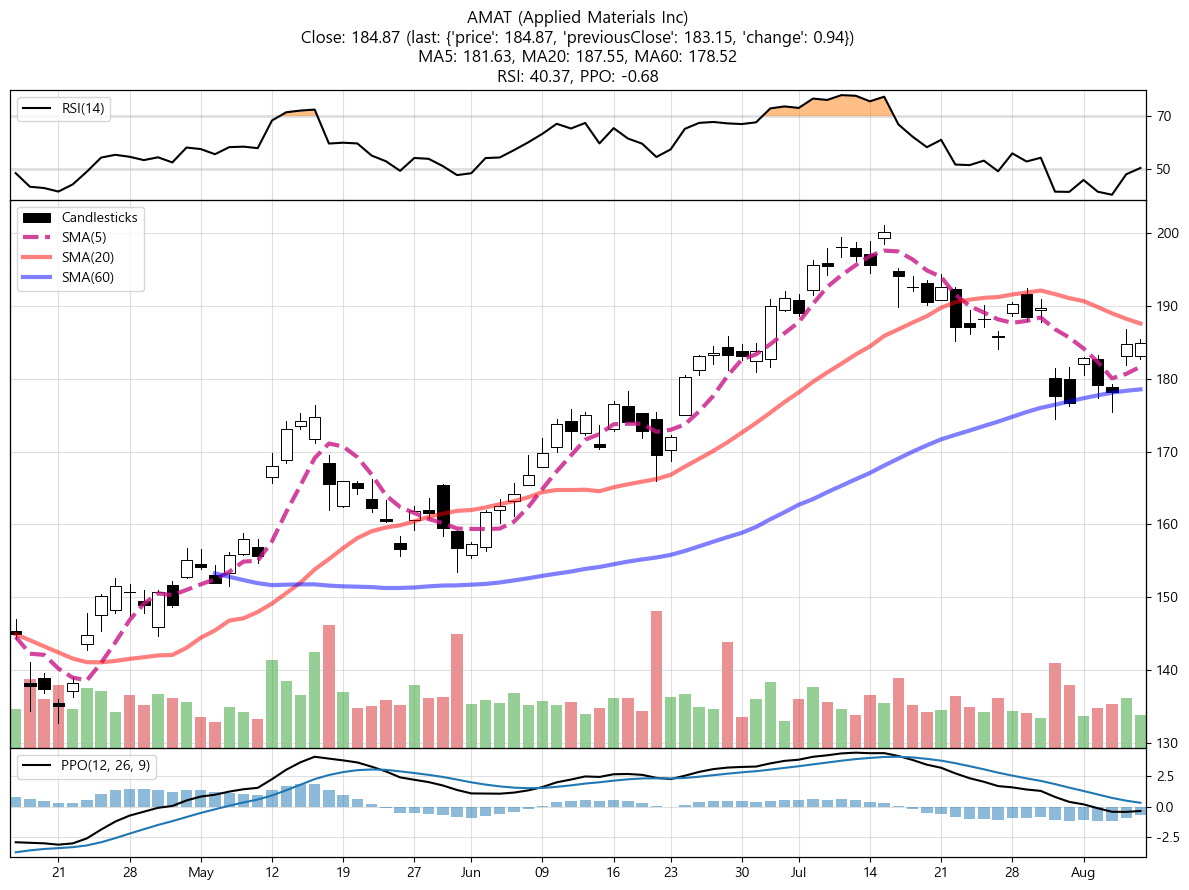 AMAT (Applied Materials Inc)
Close: 184.87 (last: {'price': 184.87, 'previousClose': 183.15, 'change': 0.94})
MA5: 181.63, MA20: 187.55, MA60: 178.52
RSI: 40.37, PPO: -0.68
RSI(14)
70
50
Candlesticks
SMA(5)
SMA(20)
SMA(60)
200
190
180
170
160
150
140
130
PPO(12, 26, 9)
2.5
0.0
−2.5
21 28 May 12 19 27 Jun 09 16 23 30 Jul 14 21 28 Aug